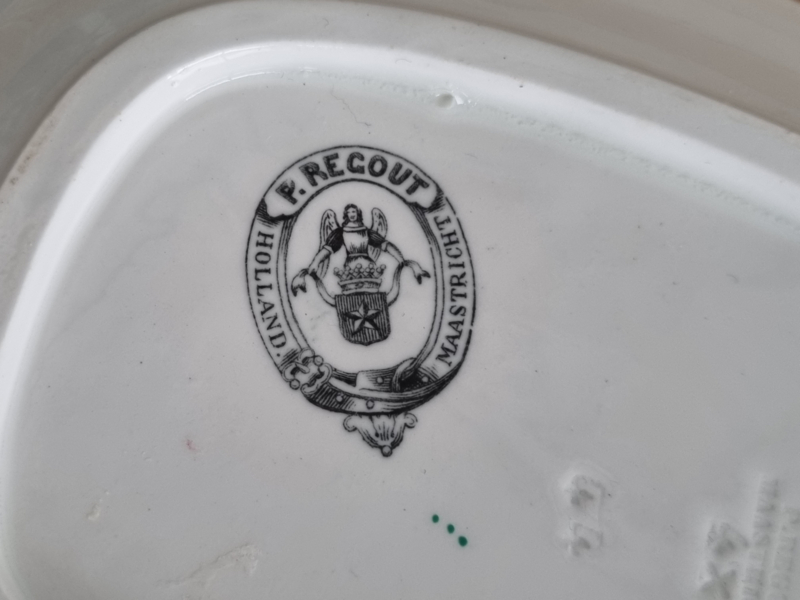 P. REGOUT
HOLLAND.
MAASTRICHT